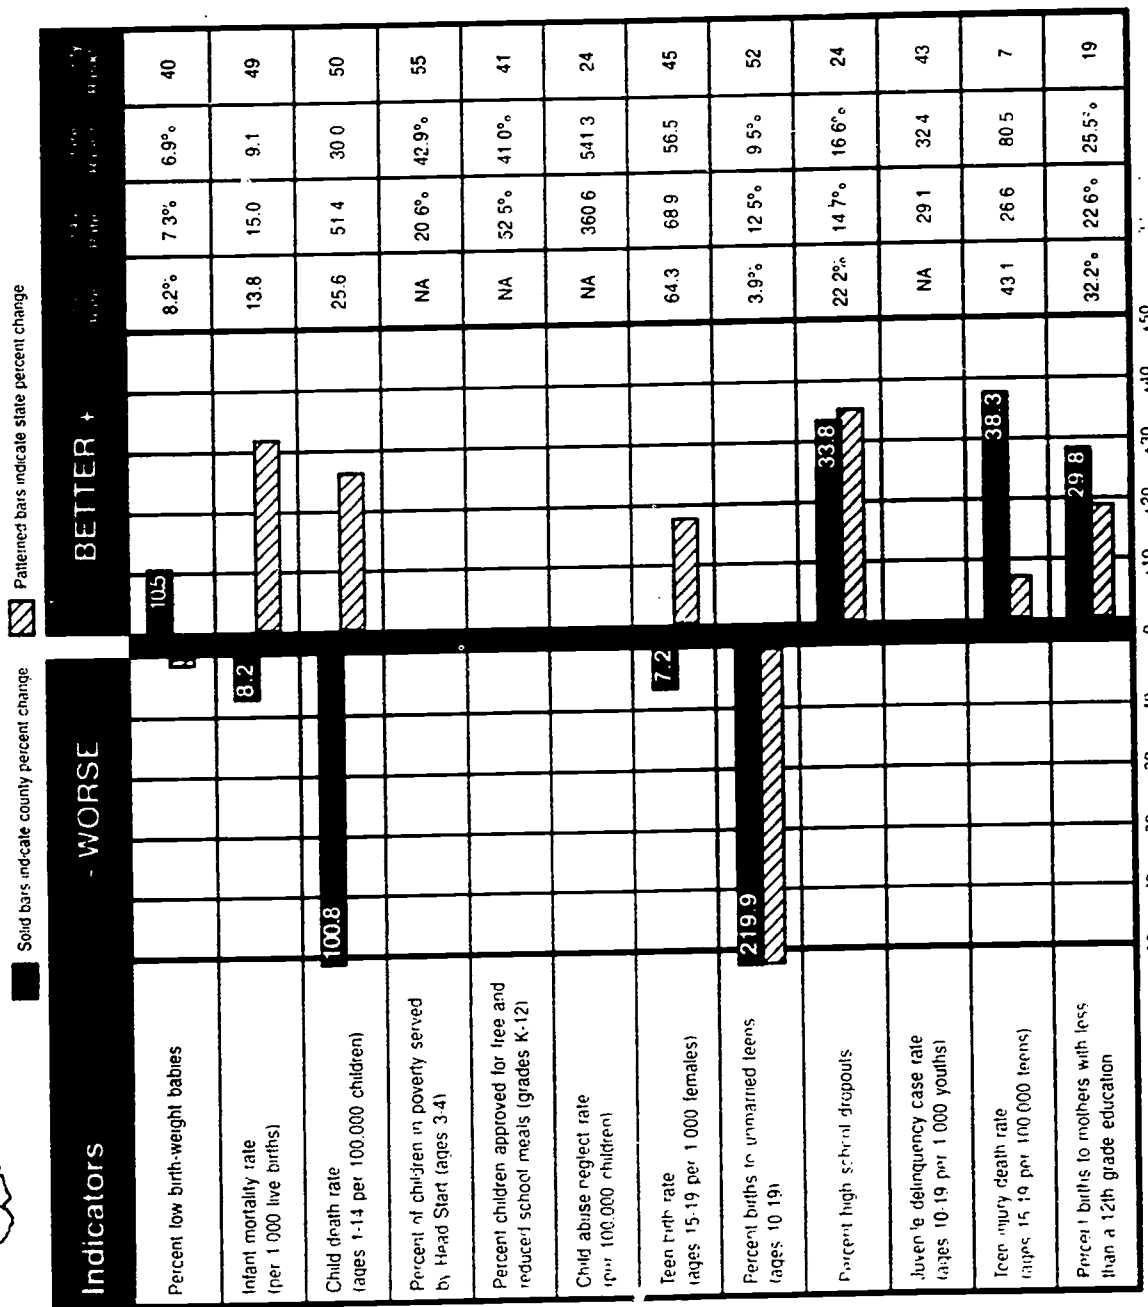 Solid bars indicate county percent change
Patterned bars indicate state percent change
Indicators - WORSE BETTER +
Percent low birth-weight babies 10.5 8.2% 7 3% 6.9% 40
Infant mortality rate
(per 1 000 live births) 8.2 13.8 15.0 9.1 49
Child death rate
(ages 1-14 per 100.000 children) 100.8 25.6 51 4 30 0 50
Percent of children in poverty served
by Head Start (ages 3-4) NA 20 6% 42.9% 55
Percent children approved for free and
reduced school meals (grades K-12) NA 52 5% 41 0% 41
Child abuse neglect rate
(per 100.000 children) NA 360 6 541 3 24
Teen birth rate
(ages 15-19 per 1 000 females) 7.2 64.3 68 9 56.5 45
Percent births to unmarried teens
(ages 10 19) 219.9 3.9% 12 5% 9 5% 52
Percent high school dropouts 33.8 22 2% 14 7% 16 6% 24
Juvenile delinquency case rate
(ages 10-19 per 1 000 youths) NA 29 1 32 4 43
Teen injury death rate
(ages 15-19 per 100 000 teens) 38.3 43 1 26 6 80 5 7
Percent births to mothers with less
than a 12th grade education 29 8 32.2% 22 6% 25.5% 19